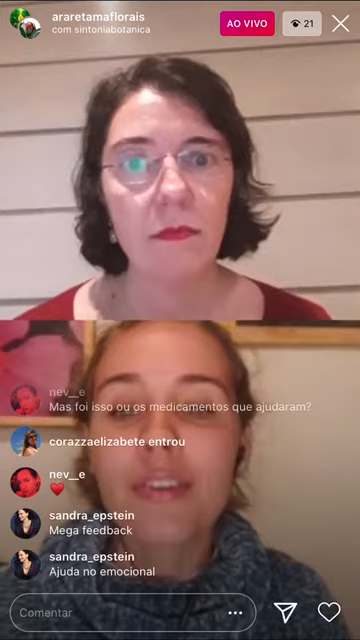 araretamaflorais
com sintoniabotanica
AO VIVO
21
nev__e
Mas foi isso ou os medicamentos que ajudaram?
corazzaelizabete entrou
nev__e
❤️
sandra_epstein
Mega feedback
sandra_epstein
Ajuda no emocional
Comentar